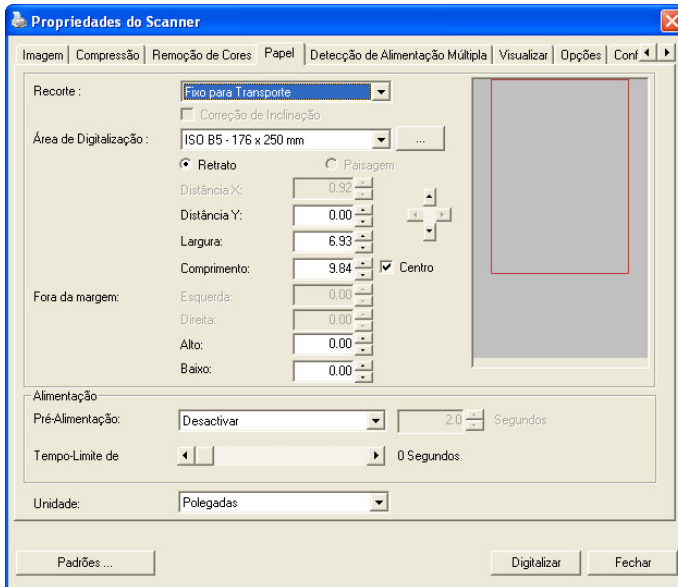 Propriedades do Scanner
Imagem Compressão Remoção de Cores Papel Detecção de Alimentação Múltipla Visualizar Opções Conf
Recorte : Fixo para Transporte
Correção de Inclinação
Área de Digitalização : ISO B5 - 176 x 250 mm ...
Retrato Paisagem
Distância X: 0.92
Distância Y: 0.00
Largura: 6.93
Comprimento: 9.84 Centro
Fora da margem: Esquerda: 0.00
Direita: 0.00
Alto: 0.00
Baixo: 0.00
Alimentação
Pré-Alimentação: Desactivar 2.0 Segundos
Tempo-Limite de 0 Segundos
Unidade: Polegadas
Padrões ... Digitalizar Fechar